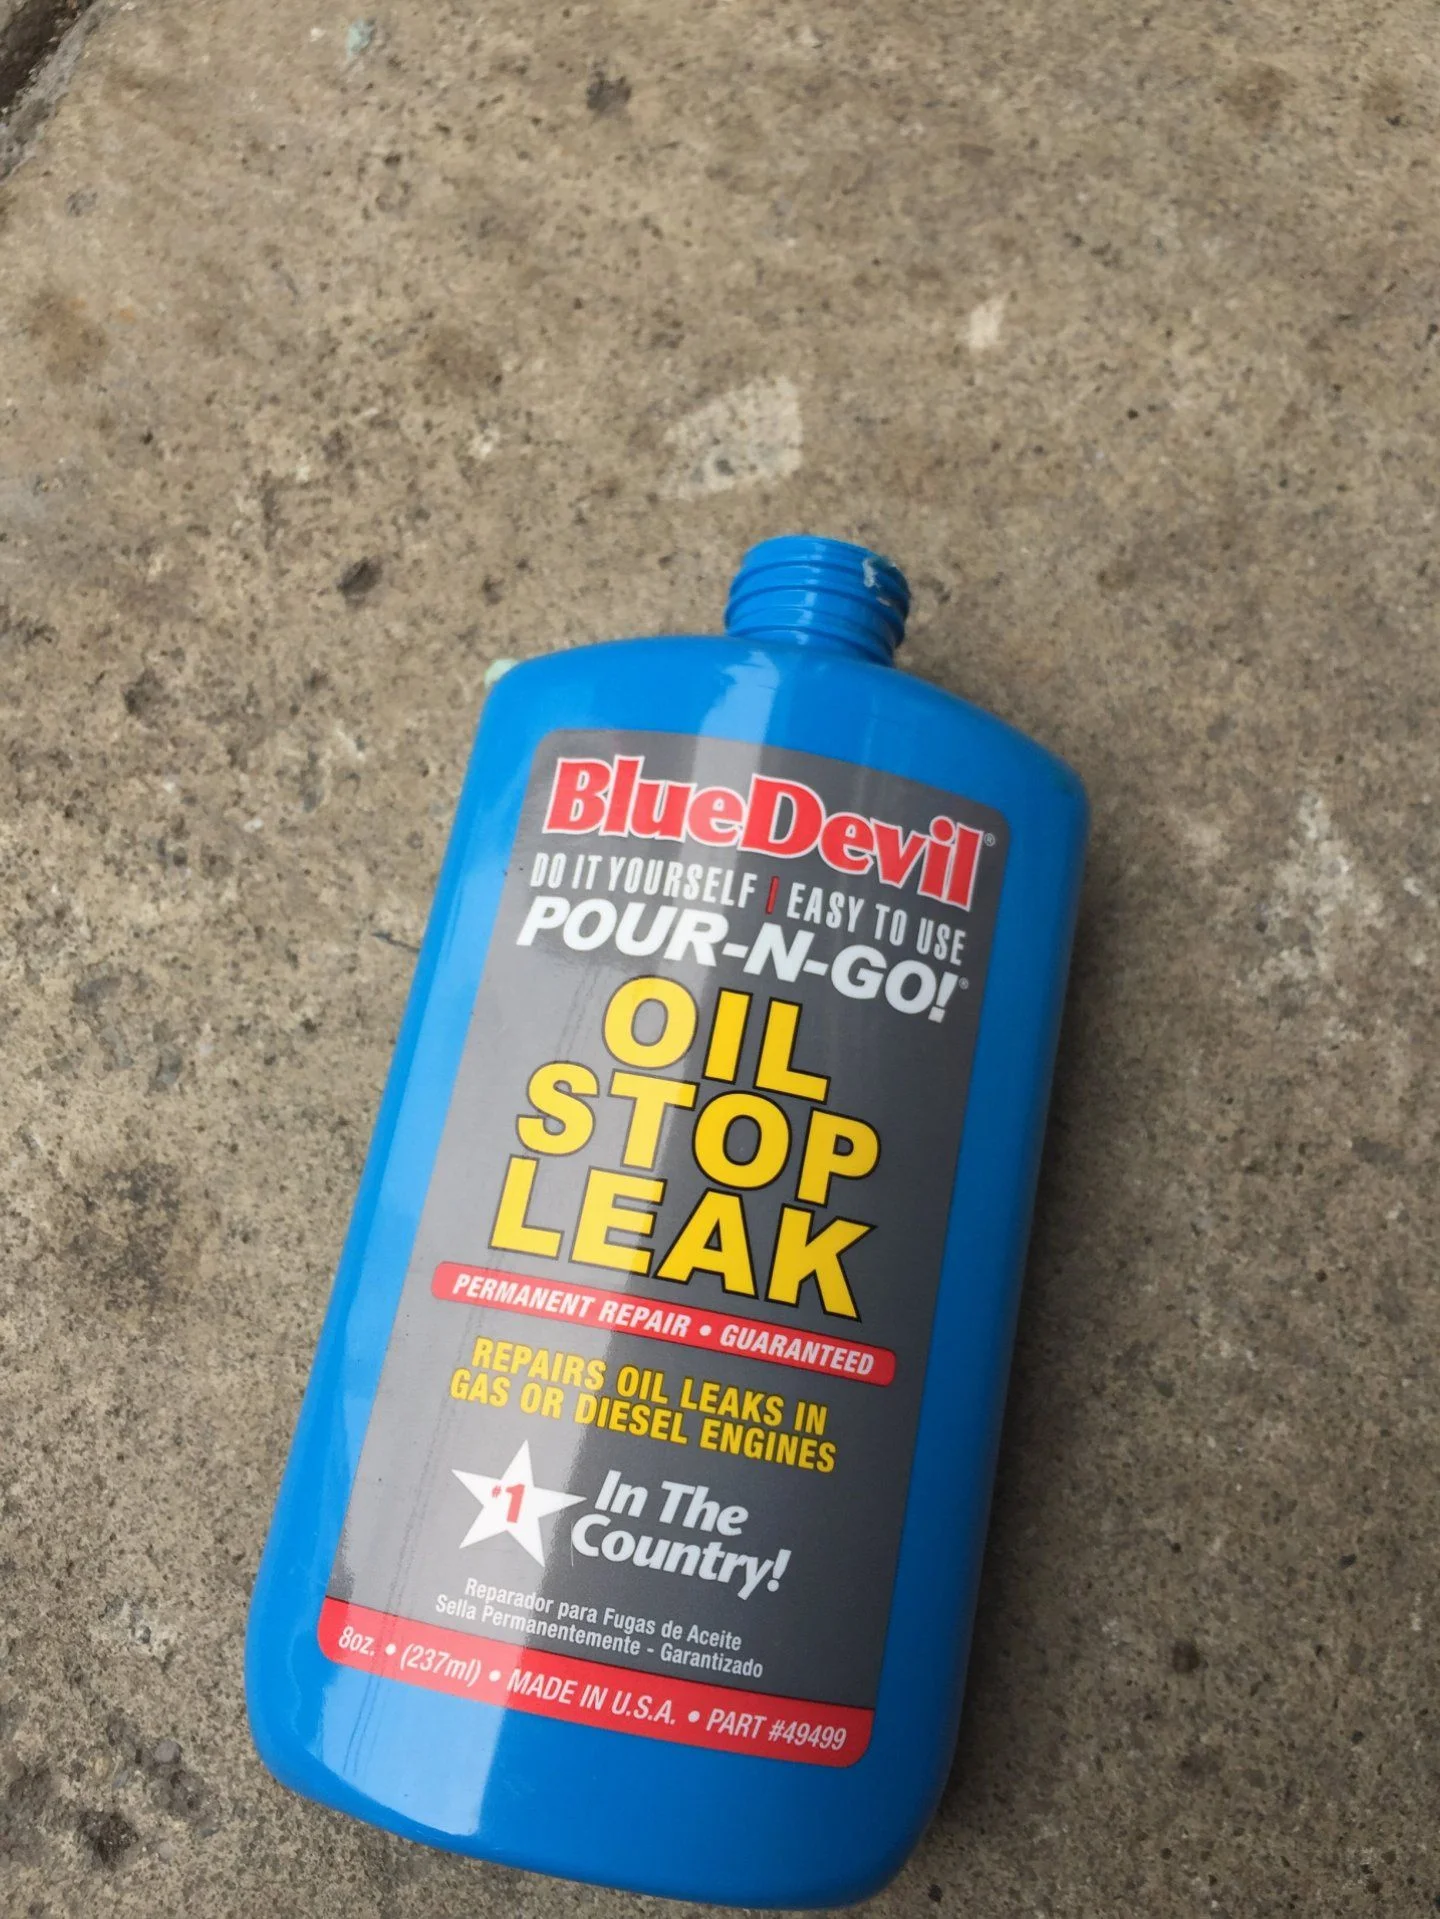 BlueDevil®
DO IT YOURSELF | EASY TO USE
POUR-N-GO!®
OIL
STOP
LEAK
PERMANENT REPAIR • GUARANTEED
REPAIRS OIL LEAKS IN
GAS OR DIESEL ENGINES
#1
In The
Country!
Reparador para Fugas de Aceite
Sella Permanentemente - Garantizado
8oz. • (237ml) • MADE IN U.S.A. • PART #49499